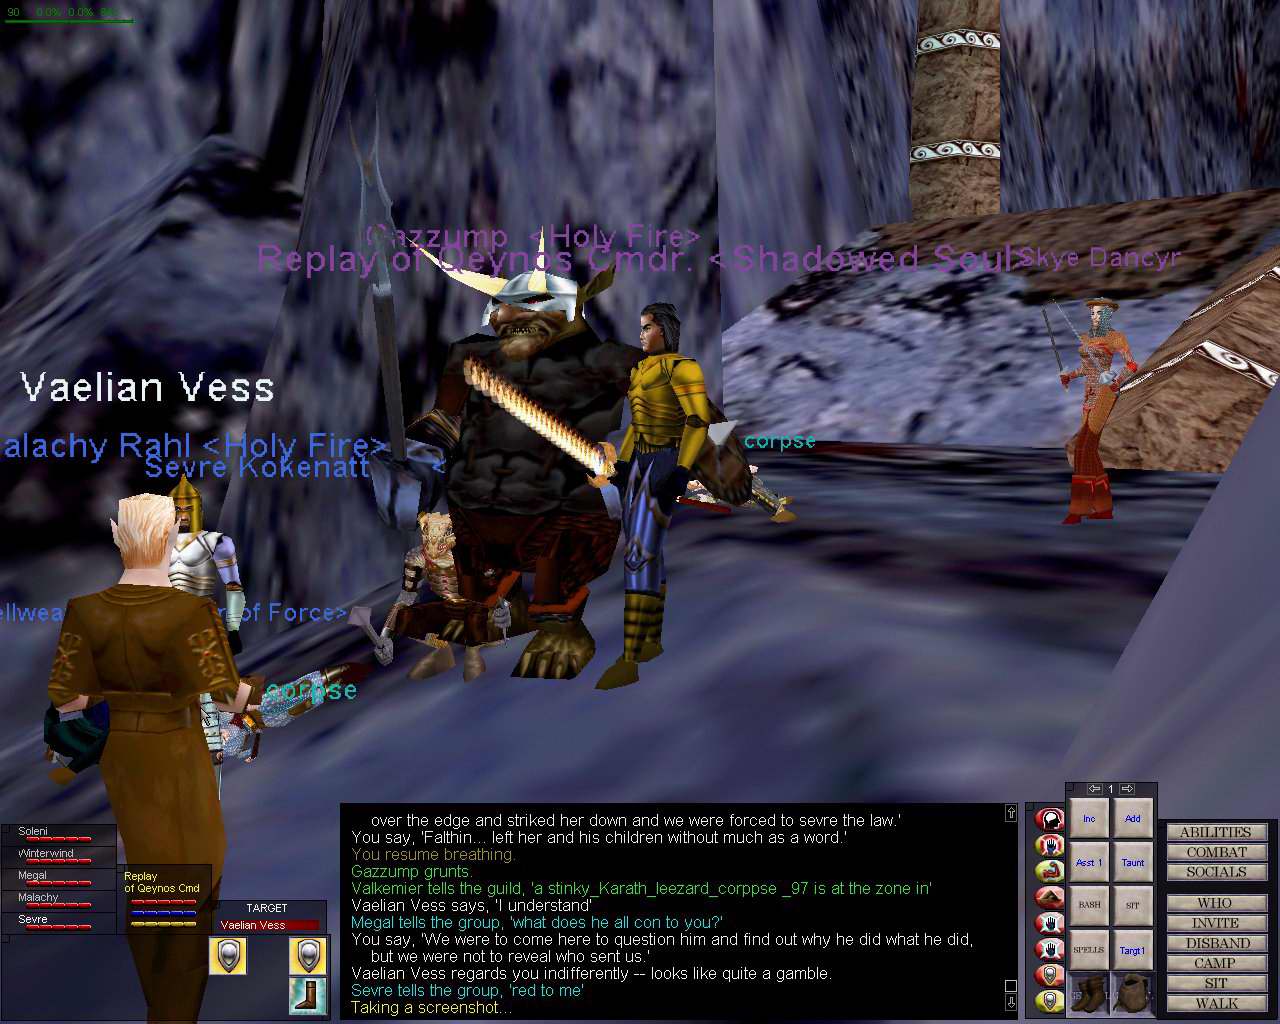 90 0.0% 0.0%
Gazzump <Holy Fire>
Replay of Qeynos Cmdr. <Shadowed Soul
Skye Dancyr
Vaelian Vess
alachy Rahl <Holy Fire>
corpse
Sevre Kokenatt <
of Force>
corpse
over the edge and striked her down and we were forced to sevre the law.'
You say, 'Falthin... left her and his children without much as a word.'
You resume breathing.
Gazzump grunts.
Valkemier tells the guild, 'a stinky_Karath_leezard_corppse _97 is at the zone in'
Vaelian Vess says, 'I understand'
Megal tells the group, 'what does he all con to you?'
You say, 'We were to come here to question him and find out why he did what he did,
but we were not to reveal who sent us.'
Vaelian Vess regards you indifferently -- looks like quite a gamble.
Sevre tells the group, 'red to me'
Taking a screenshot...
Soleni
Winterwind
Megal
Malachy
Sevre
Replay
of Qeynos Cmd
TARGET
Vaelian Vess
1
Inc
Add
Asst 1
Taunt
BASH
SIT
SPELLS
Targt1
ABILITIES
COMBAT
SOCIALS
WHO
INVITE
DISBAND
CAMP
SIT
WALK